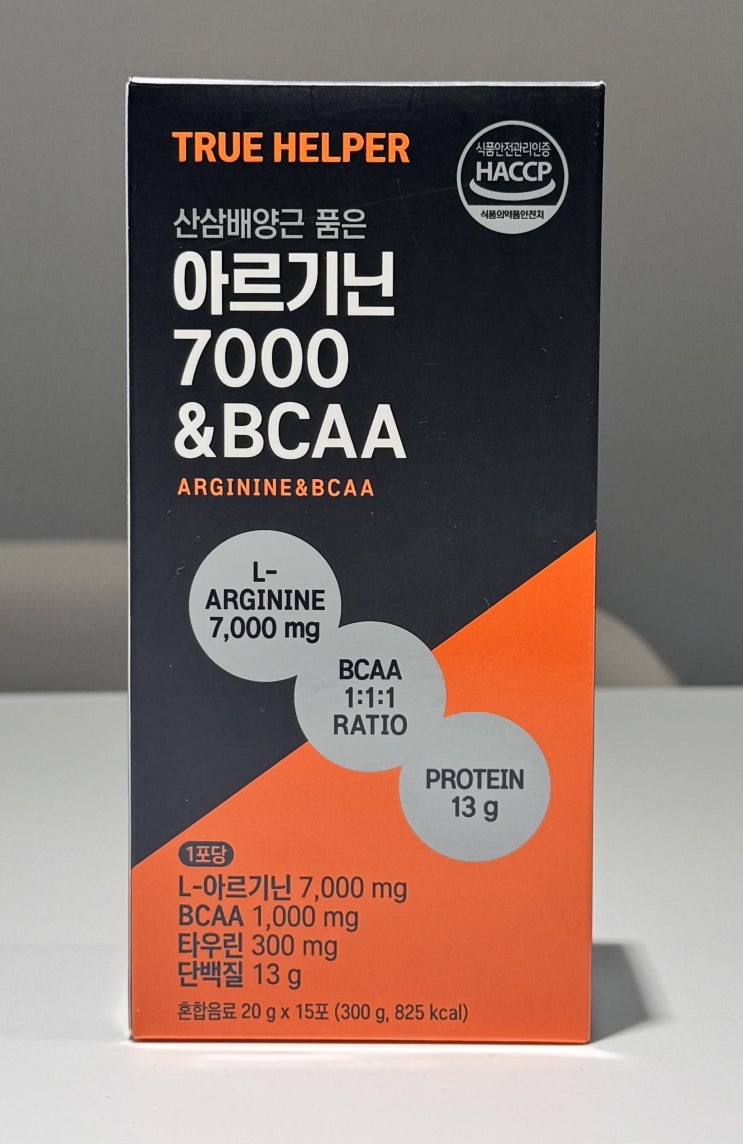 TRUE HELPER
식품안전관리인증
HACCP
식품의약품안전처
산삼배양근 품은
아르기닌
7000
&BCAA
ARGININE&BCAA
L-
ARGININE
7,000 mg
BCAA
1:1:1
RATIO
PROTEIN
13 g
1포당
L-아르기닌 7,000 mg
BCAA 1,000 mg
타우린 300 mg
단백질 13 g
혼합음료 20 g x 15포 (300 g, 825 kcal)